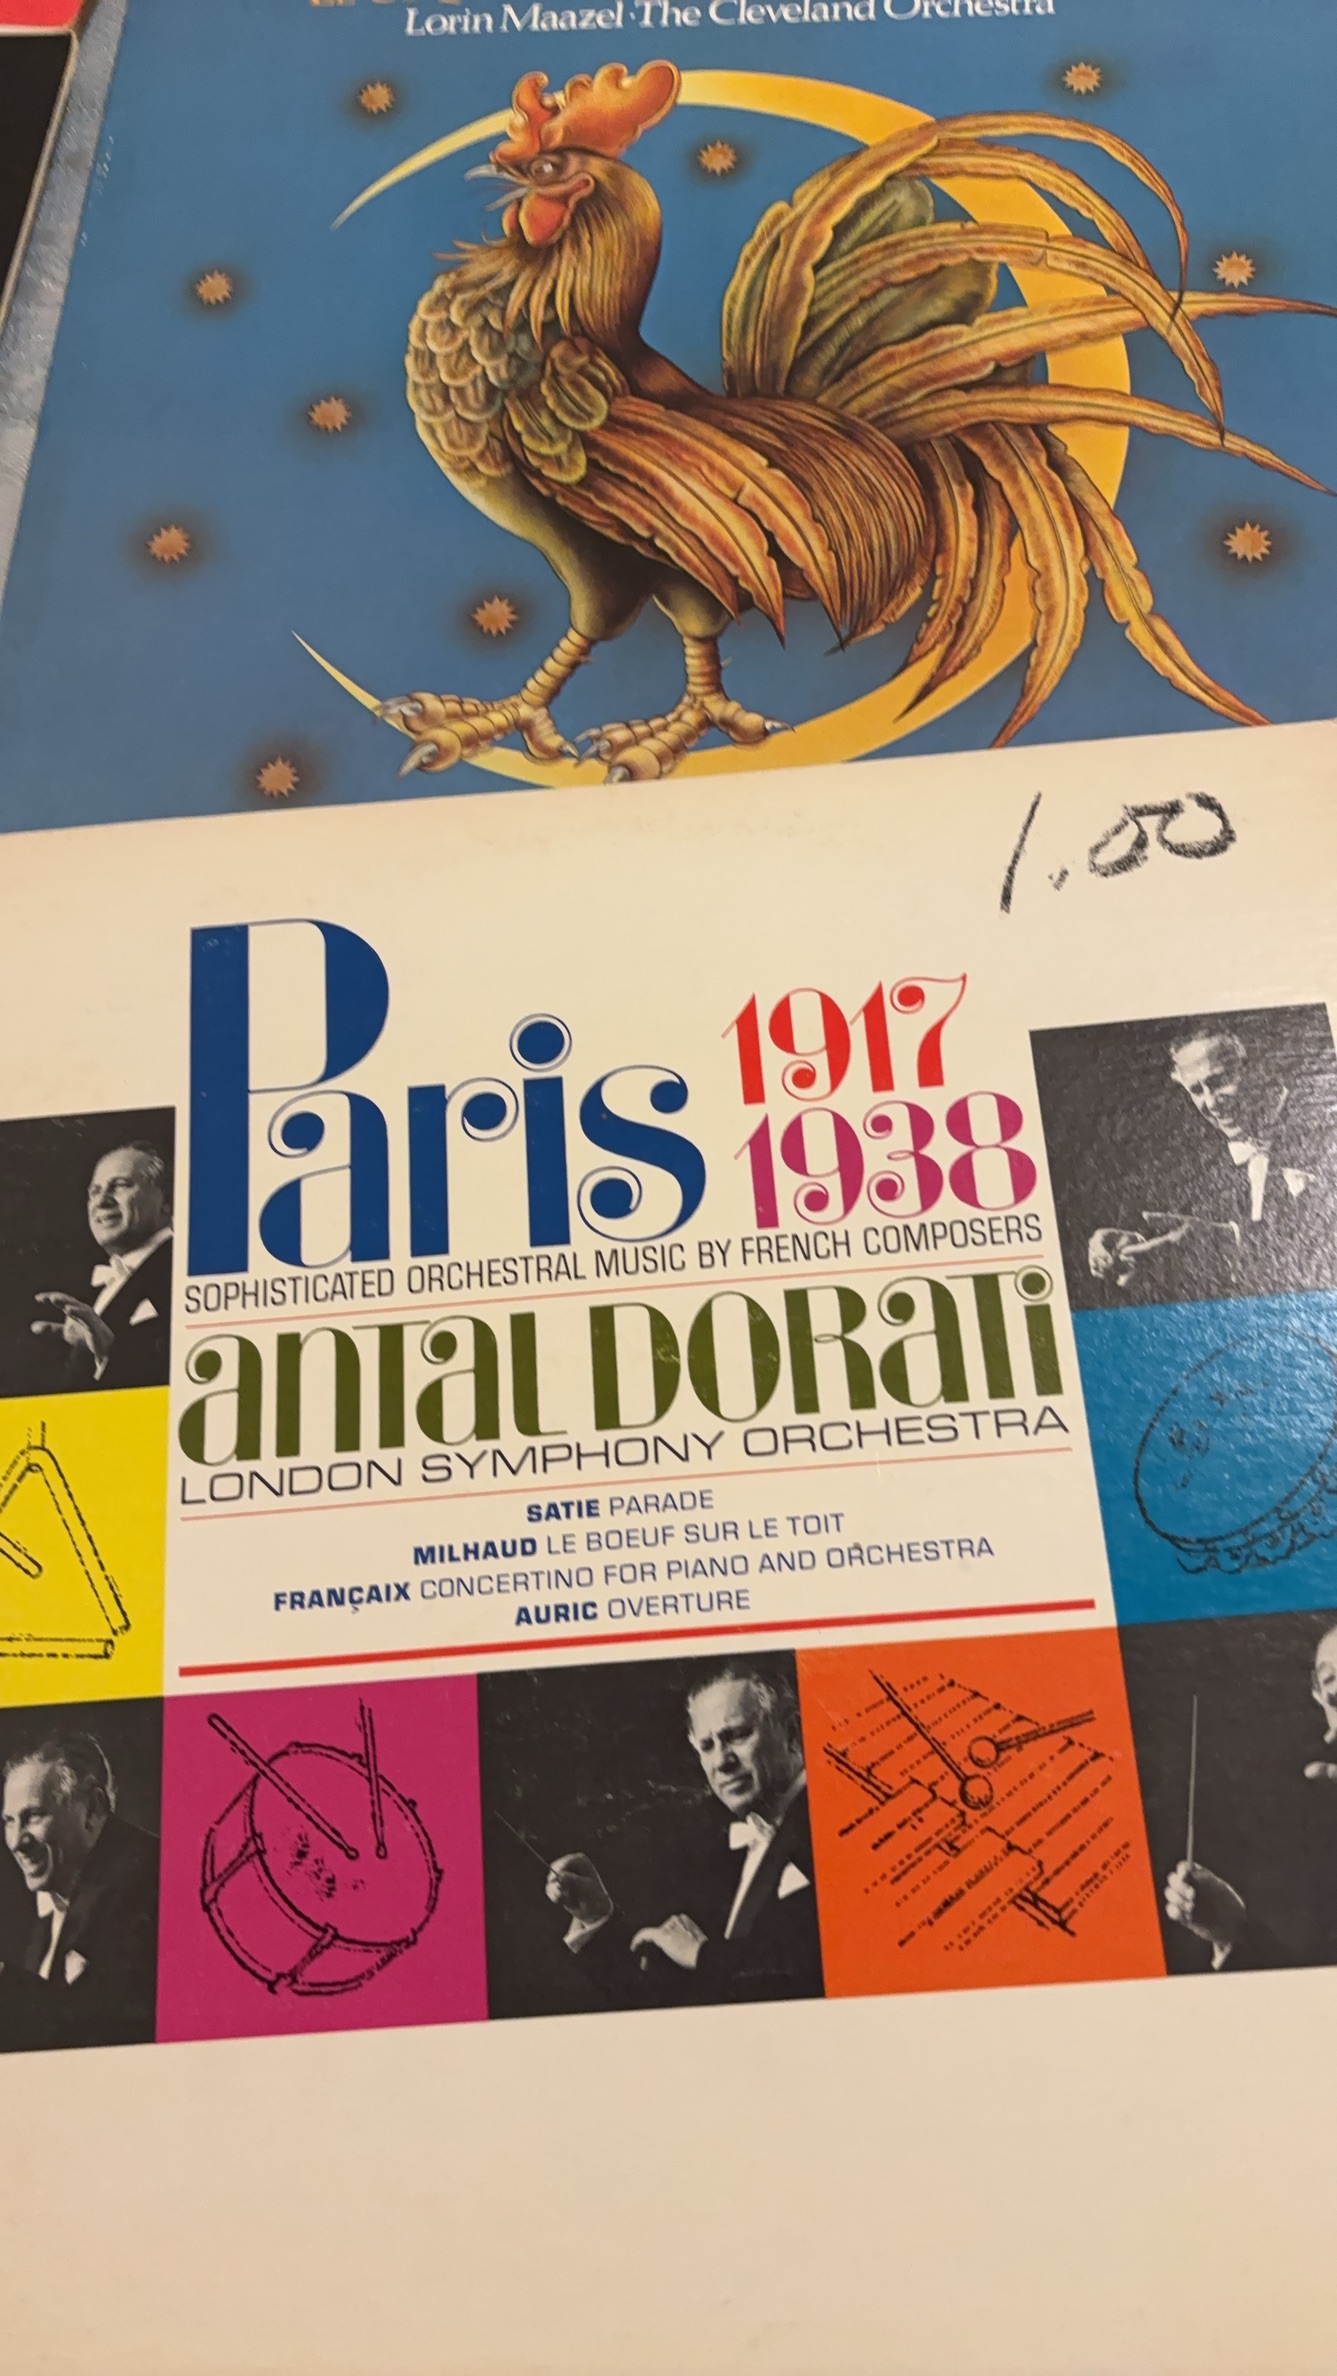 Lorin Maazel·The Cleveland Orchestra
1.00
Paris
1917
1938
SOPHISTICATED ORCHESTRAL MUSIC BY FRENCH COMPOSERS
antal DORati
LONDON SYMPHONY ORCHESTRA
SATIE PARADE
MILHAUD LE BOEUF SUR LE TOIT
FRANÇAIX CONCERTINO FOR PIANO AND ORCHESTRA
AURIC OVERTURE